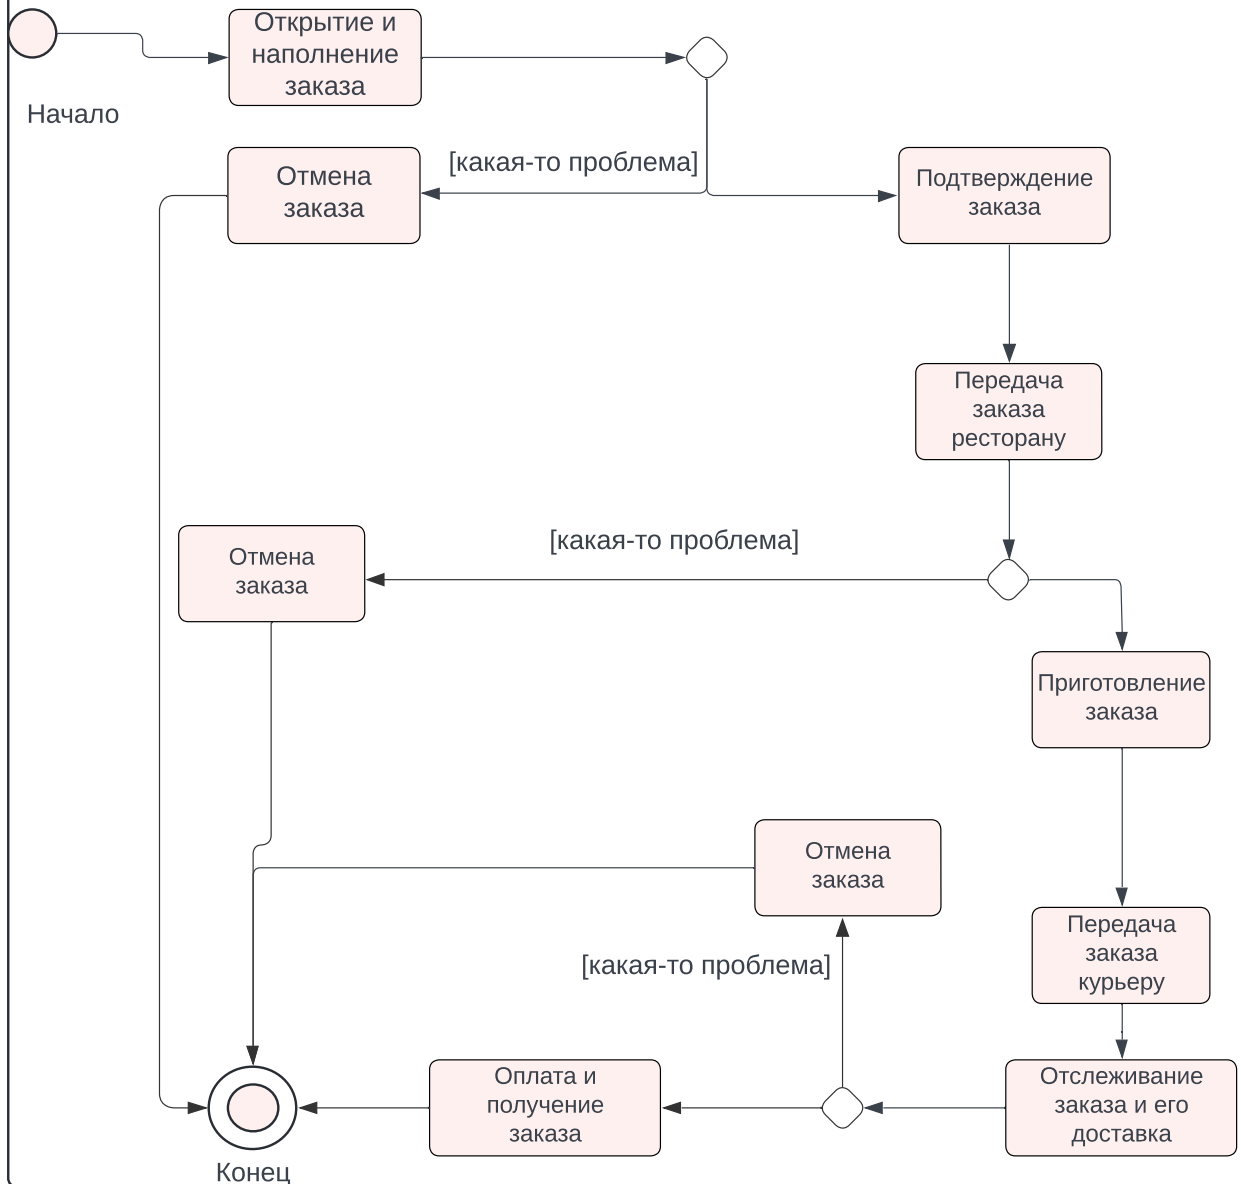 Открытие и
наполнение
заказа
Начало
[какая-то проблема]
Отмена
заказа
Подтверждение
заказа
Передача
заказа
ресторану
[какая-то проблема]
Отмена
заказа
Приготовление
заказа
Отмена
заказа
Передача
заказа
курьеру
[какая-то проблема]
Оплата и
получение
заказа
Отслеживание
заказа и его
доставка
Конец